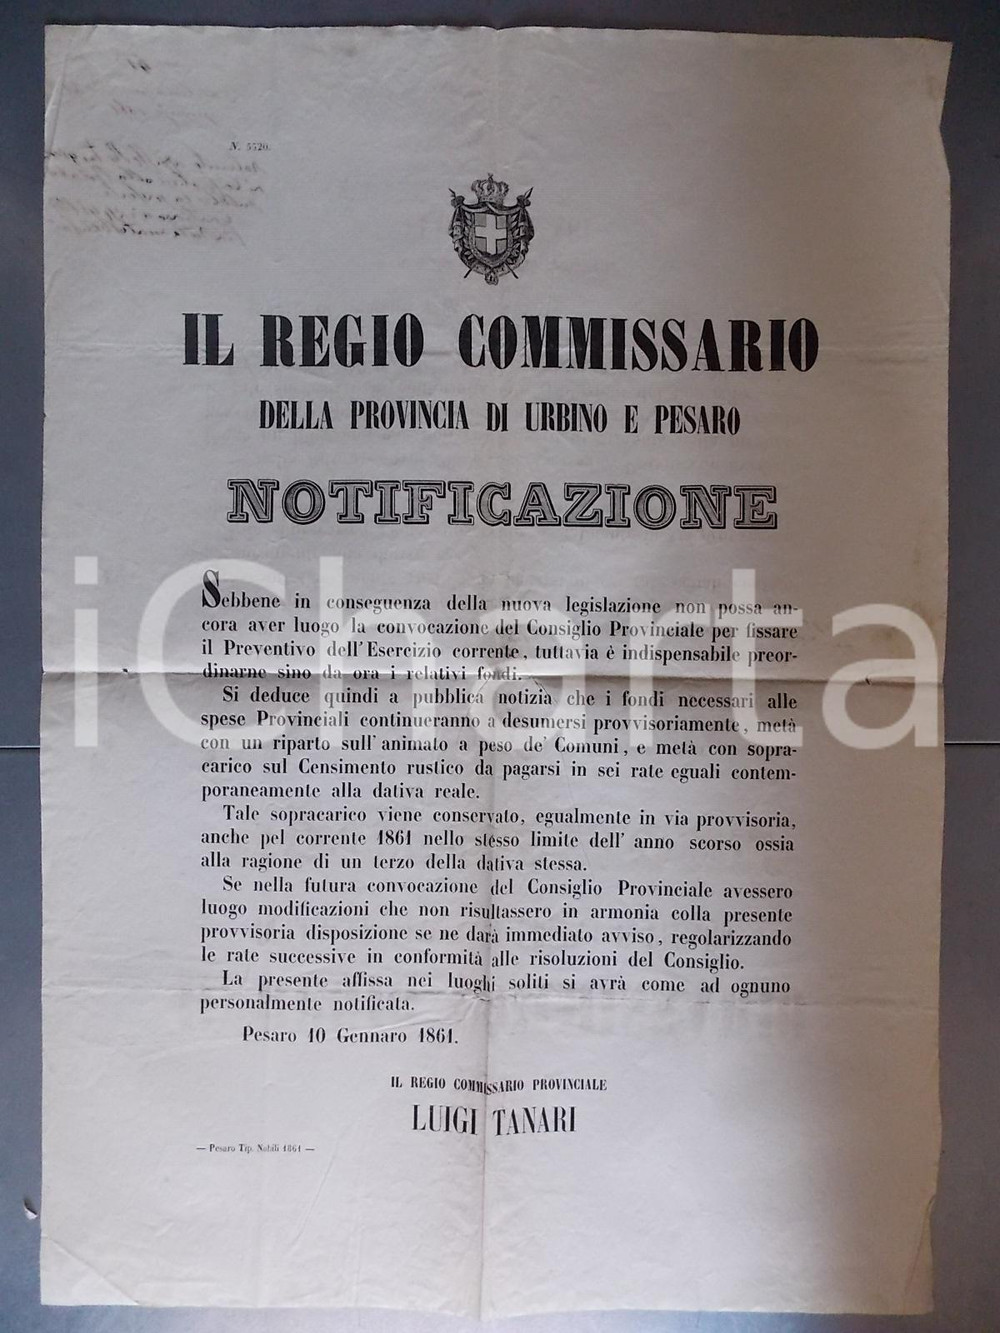 N. 5520.
IL REGIO COMMISSARIO
DELLA PROVINCIA DI URBINO E PESARO
NOTIFICAZIONE
Sebbene in conseguenza della nuova legislazione non possa an-
cora aver luogo la convocazione del Consiglio Provinciale per fissare
il Preventivo dell'Esercizio corrente, tuttavia è indispensabile preor-
dinarne sino da ora i relativi fondi.
Si deduce quindi a pubblica notizia che i fondi necessari alle
spese Provinciali continueranno a desumersi provvisoriamente, metà
con un riparto sull'animato a peso de' Comuni, e metà con sopra-
carico sul Censimento rustico da pagarsi in sei rate eguali contem-
poraneamente alla dativa reale.
Tale sopracarico viene conservato, egualmente in via provvisoria,
anche pel corrente 1861 nello stesso limite dell' anno scorso ossia
alla ragione di un terzo della dativa stessa.
Se nella futura convocazione del Consiglio Provinciale avessero
luogo modificazioni che non risultassero in armonia colla presente
provvisoria disposizione se ne darà immediato avviso, regolarizzando
le rate successive in conformità alle risoluzioni del Consiglio.
La presente affissa nei luoghi soliti si avrà come ad ognuno
personalmente notificata.
Pesaro 10 Gennaro 1861.
IL REGIO COMMISSARIO PROVINCIALE
LUIGI TANARI
— Pesaro Tip. Nobili 1861 —
iCharta